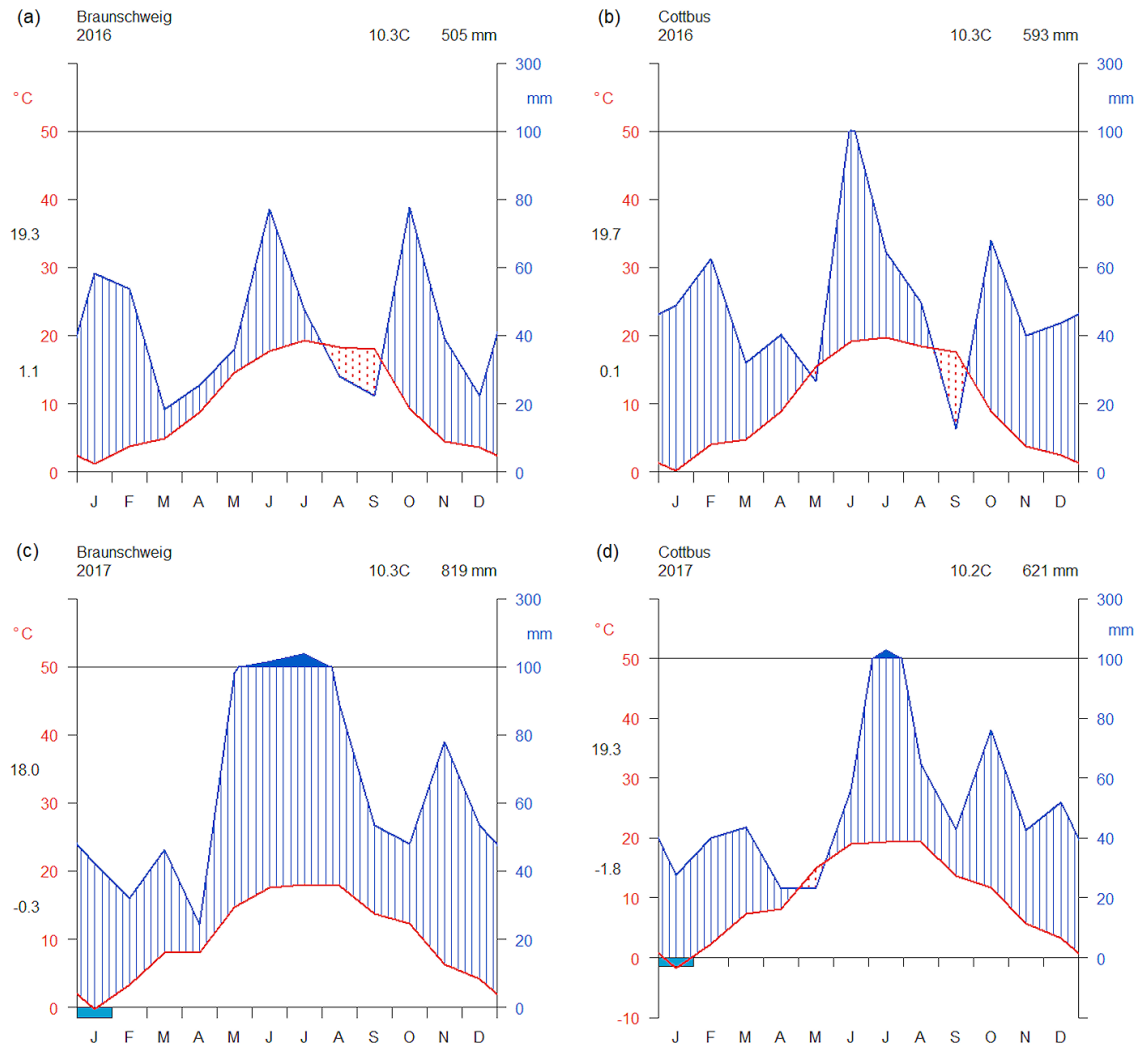 (a) Braunschweig
2016 10.3C 505 mm
300
°C mm
50 100
40 80
19.3
30 60
20 40
1.1
10 20
0 0
J F M A M J J A S O N D
(b) Cottbus
2016 10.3C 593 mm
300
°C mm
50 100
40 80
19.7
30 60
20 40
0.1
10 20
0 0
J F M A M J J A S O N D
(c) Braunschweig
2017 10.3C 819 mm
300
°C mm
50 100
40 80
18.0
30 60
20 40
-0.3
10 20
0 0
J F M A M J J A S O N D
(d) Cottbus
2017 10.2C 621 mm
300
°C mm
50 100
40 80
19.3
30 60
20 40
-1.8
10 20
0 0
-10
J F M A M J J A S O N D